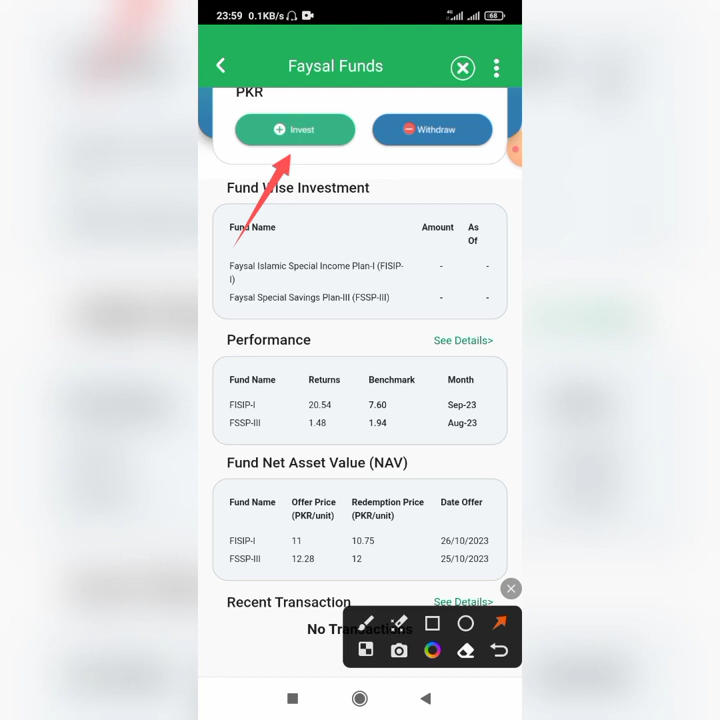 23:59 0.1KB/s 4G 68
Faysal Funds
PKR
Invest Withdraw
Fund Wise Investment
Fund Name Amount As Of
Faysal Islamic Special Income Plan-I (FISIP-I) - -
Faysal Special Savings Plan-III (FSSP-III) - -
Performance See Details>
Fund Name Returns Benchmark Month
FISIP-I 20.54 7.60 Sep-23
FSSP-III 1.48 1.94 Aug-23
Fund Net Asset Value (NAV)
Fund Name Offer Price (PKR/unit) Redemption Price (PKR/unit) Date Offer
FISIP-I 11 10.75 26/10/2023
FSSP-III 12.28 12 25/10/2023
Recent Transaction See Details>
No Transactions